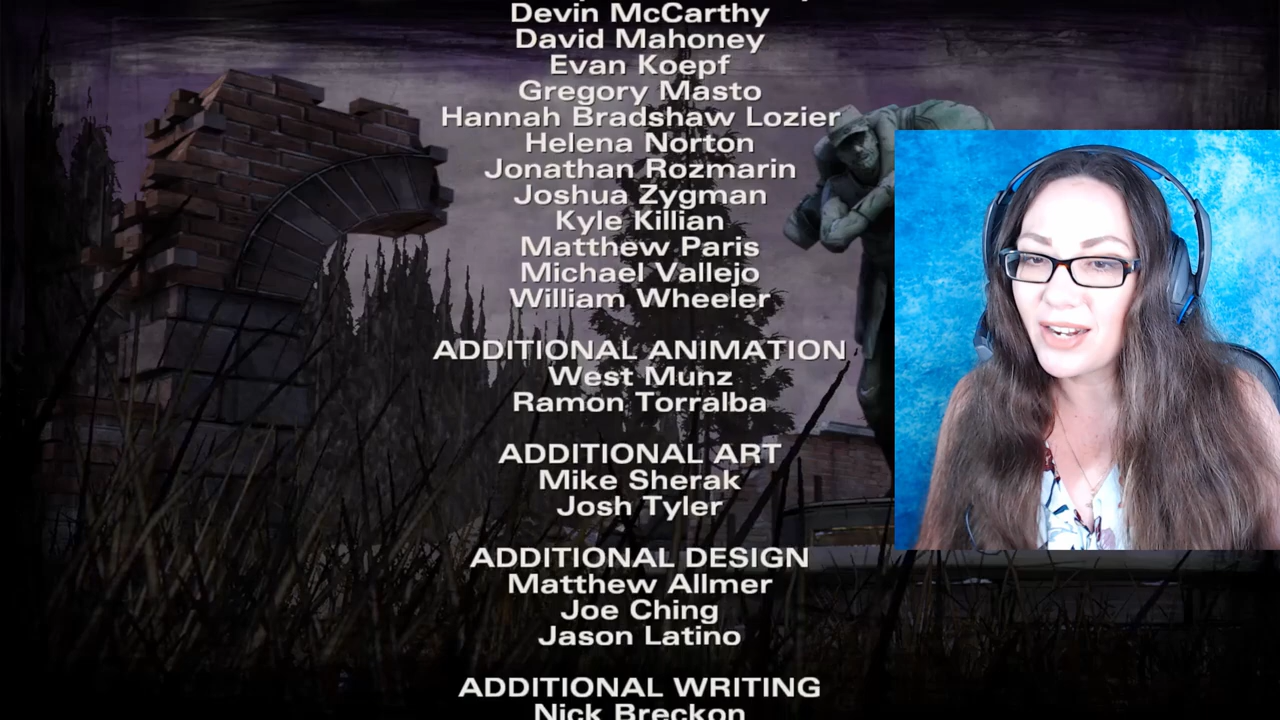 Devin McCarthy
David Mahoney
Evan Koepf
Gregory Masto
Hannah Bradshaw Lozier
Helena Norton
Jonathan Rozmarin
Joshua Zygman
Kyle Killian
Matthew Paris
Michael Vallejo
William Wheeler
ADDITIONAL ANIMATION
West Munz
Ramon Torralba
ADDITIONAL ART
Mike Sherak
Josh Tyler
ADDITIONAL DESIGN
Matthew Allmer
Joe Ching
Jason Latino
ADDITIONAL WRITING
Nick Breckon